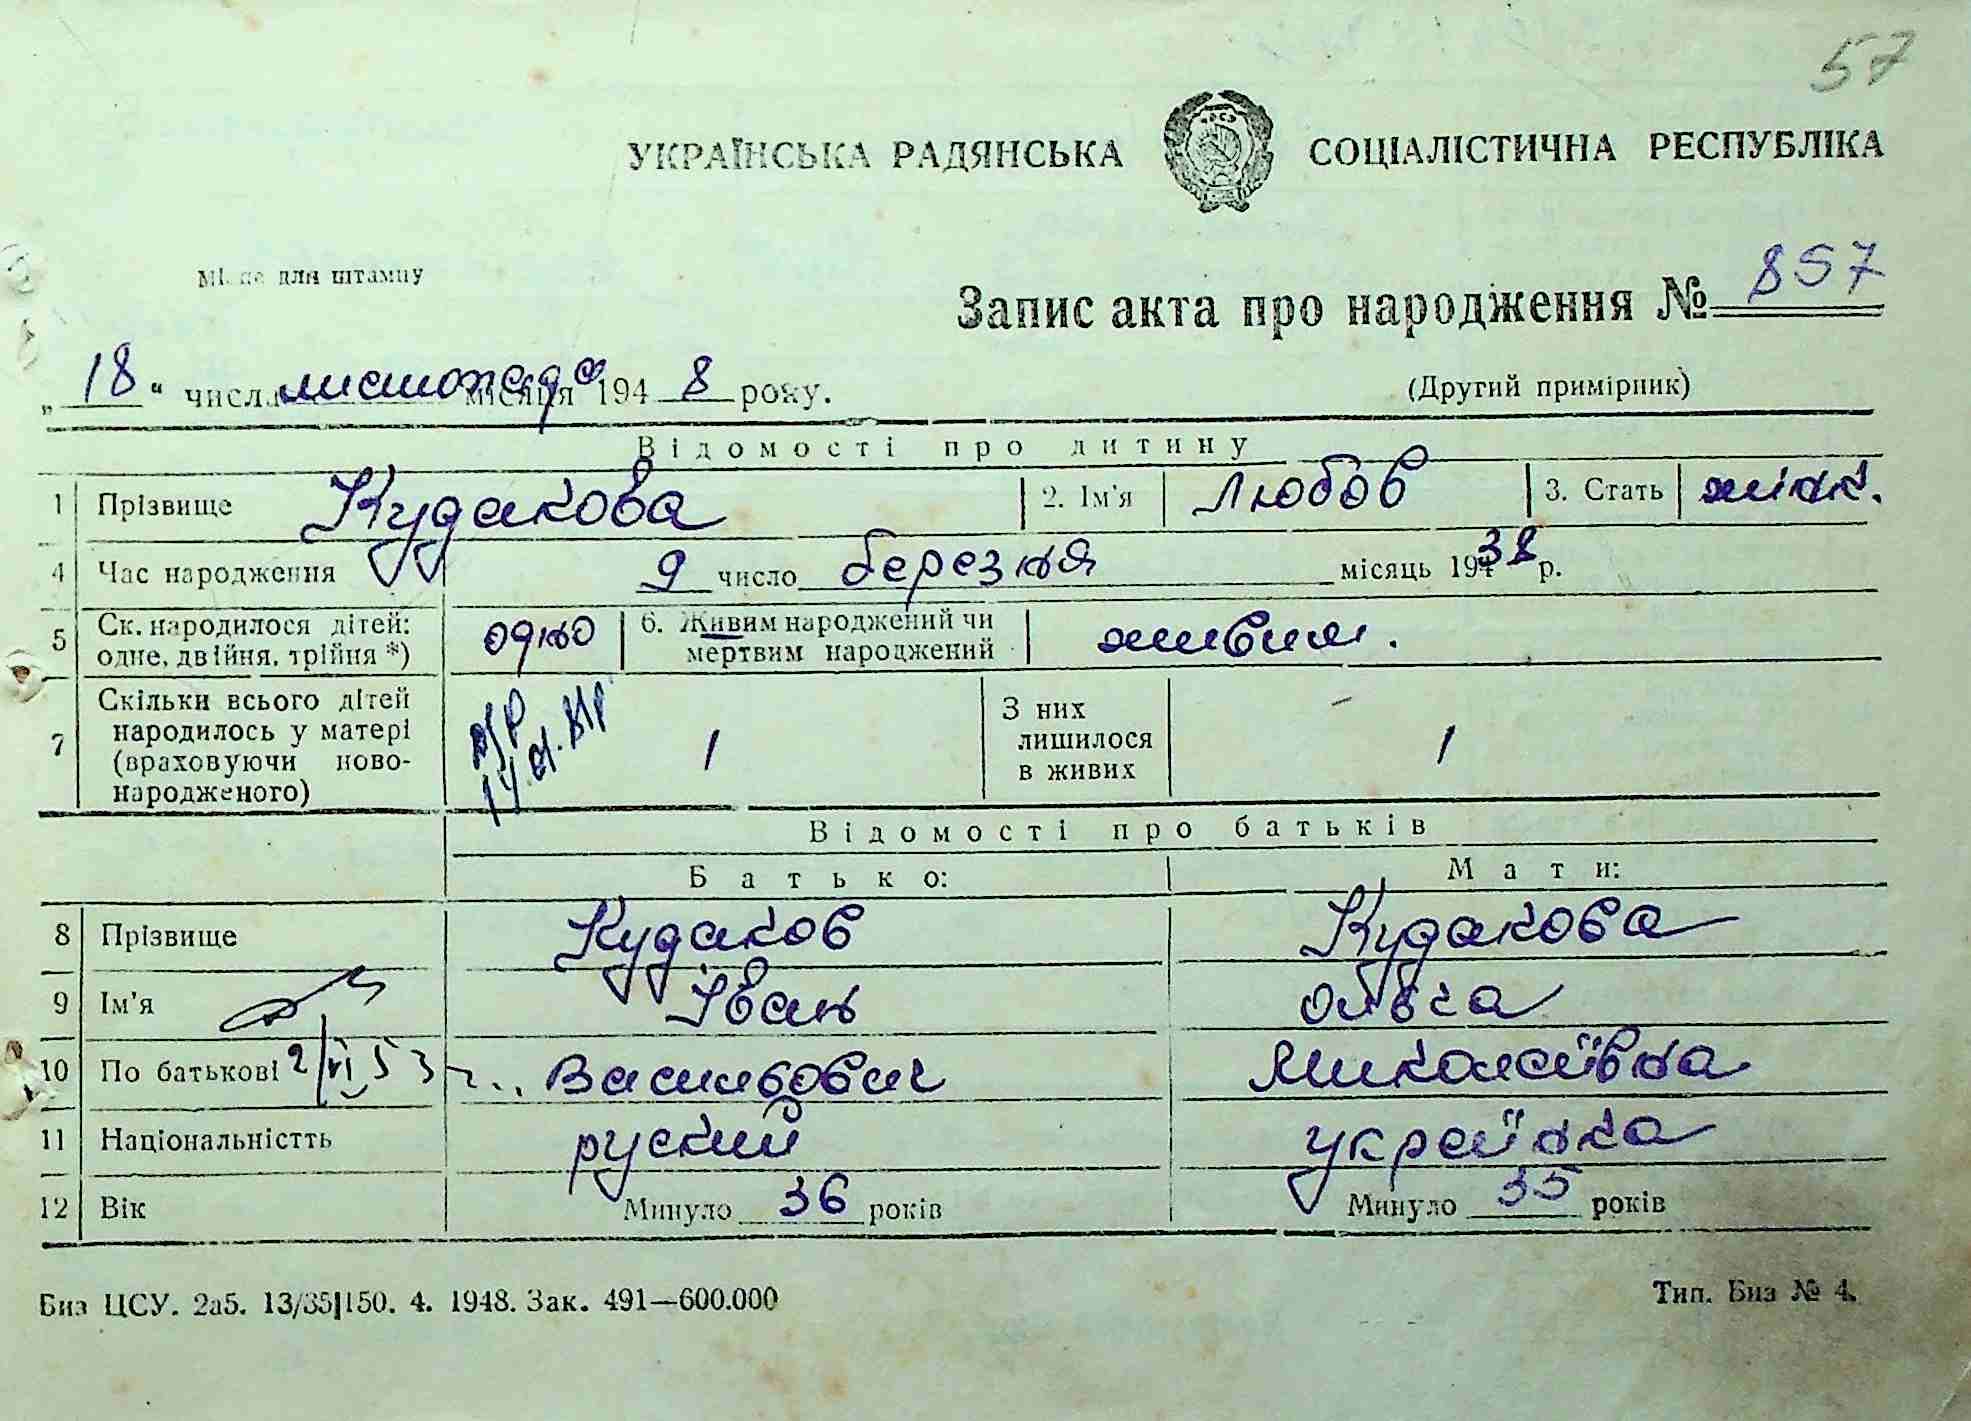 57
УКРАЇНСЬКА РАДЯНСЬКА СОЦІАЛІСТИЧНА РЕСПУБЛІКА
Місце для штампу
Запис акта про народження № 857
„ 18 “ числа листопада місяця 194 8 року.
(Другий примірник)
Відомості про дитину
1 Прізвище Кудакова 2. Ім'я Любов 3. Стать жіноч.
4 Час народження 9 число березня місяць 1938 р.
5 Ск. народилося дітей: одне, двійня, трійня *) одно 6. Живим народжений чи мертвим народжений живим.
7 Скільки всього дітей народилось у матері (враховуючи новонародженого) 1 З них лишилося в живих 1
Відомості про батьків
Батько: Мати:
8 Прізвище Кудаков Кудакова
9 Ім'я Іван Ольга
10 По батькові 2/VI 53 г. Васильович Миколаївна
11 Національністть руский українка
12 Вік Минуло 36 років Минуло 35 років
Биз ЦСУ. 2а5. 13/35|150. 4. 1948. Зак. 491—600.000 Тип. Биз № 4.